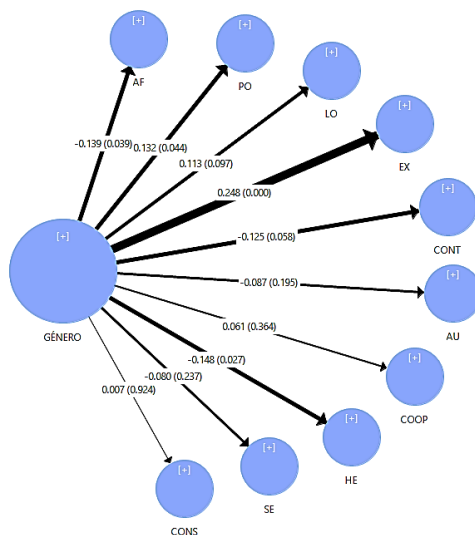 [+]
AF
[+]
PO
[+]
LO
[+]
EX
[+]
CONT
[+]
AU
[+]
COOP
[+]
HE
[+]
SE
[+]
CONS
[+]
GÉNERO
-0.139 (0.039)
0.132 (0.044)
0.113 (0.097)
0.248 (0.000)
-0.125 (0.058)
-0.087 (0.195)
0.061 (0.364)
-0.148 (0.027)
-0.080 (0.237)
0.007 (0.924)